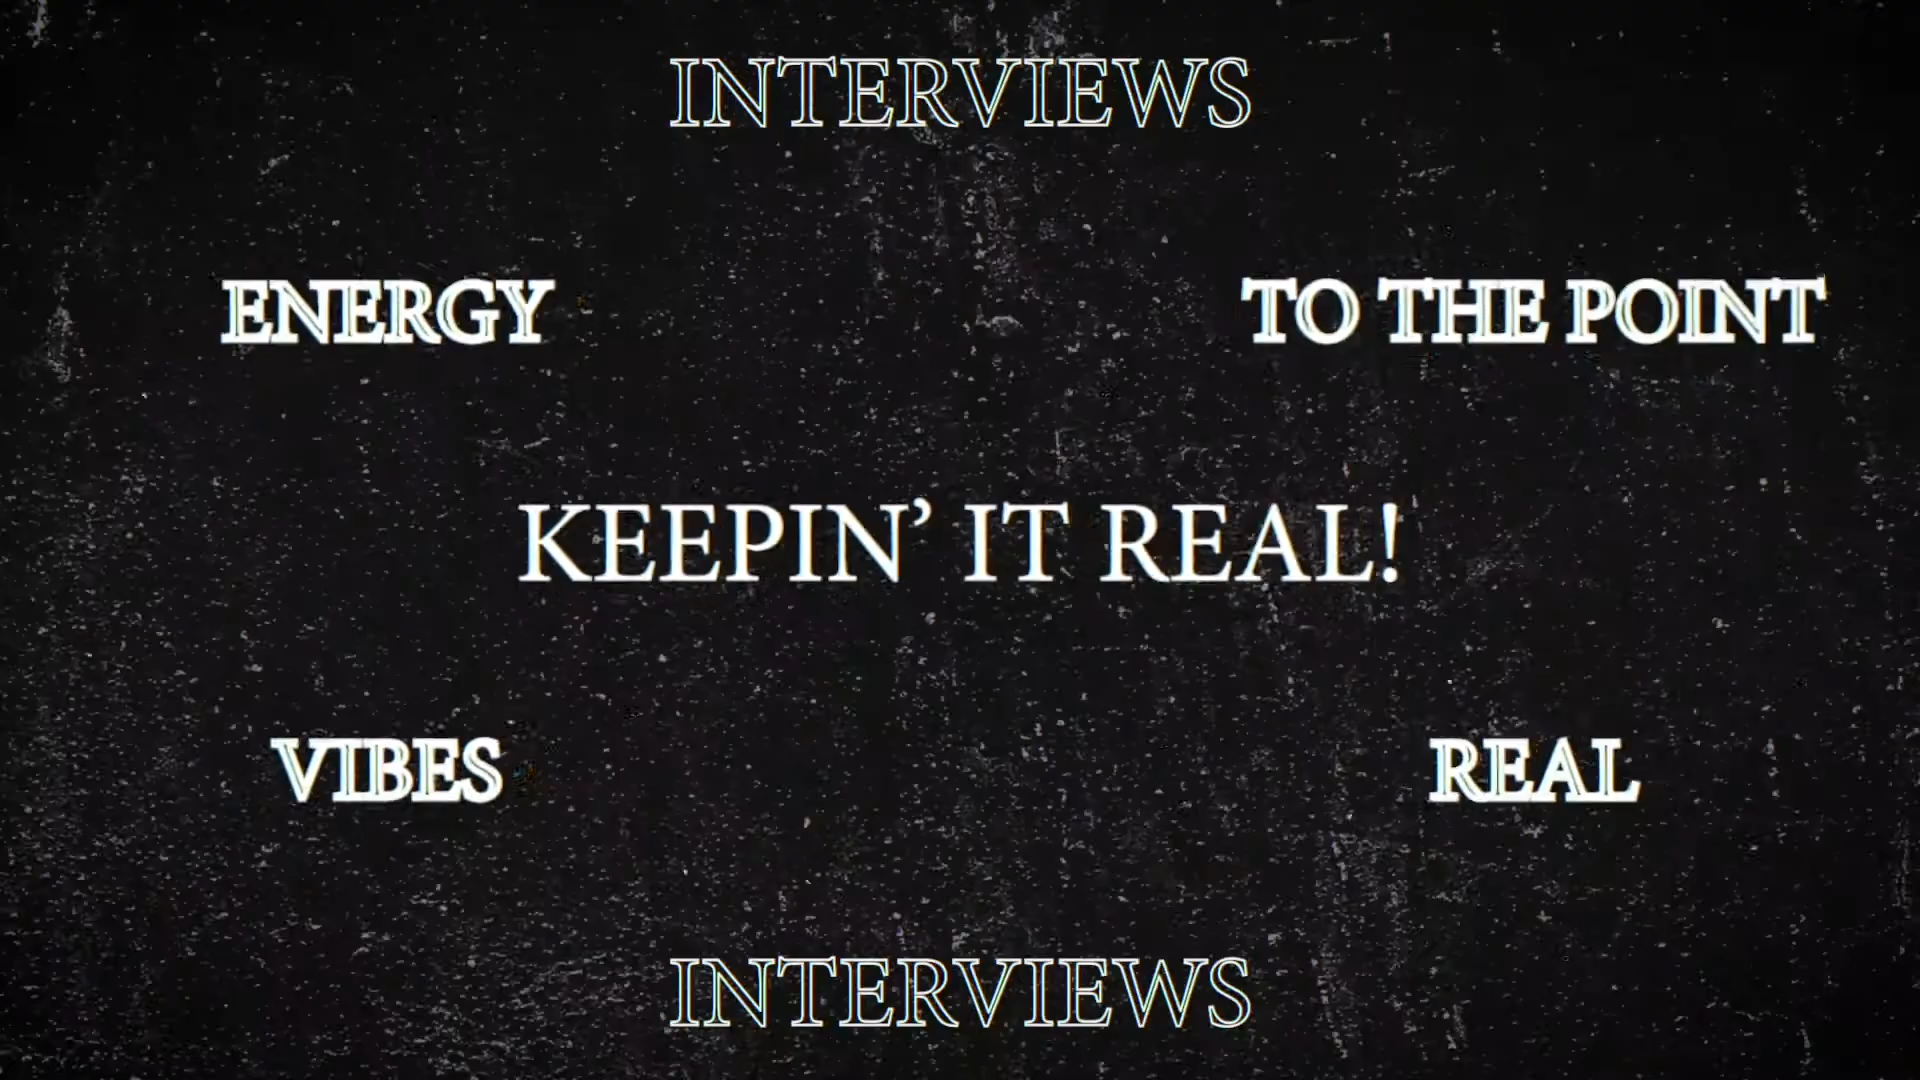 INTERVIEWS
ENERGY
TO THE POINT
KEEPIN’ IT REAL!
VIBES
REAL
INTERVIEWS